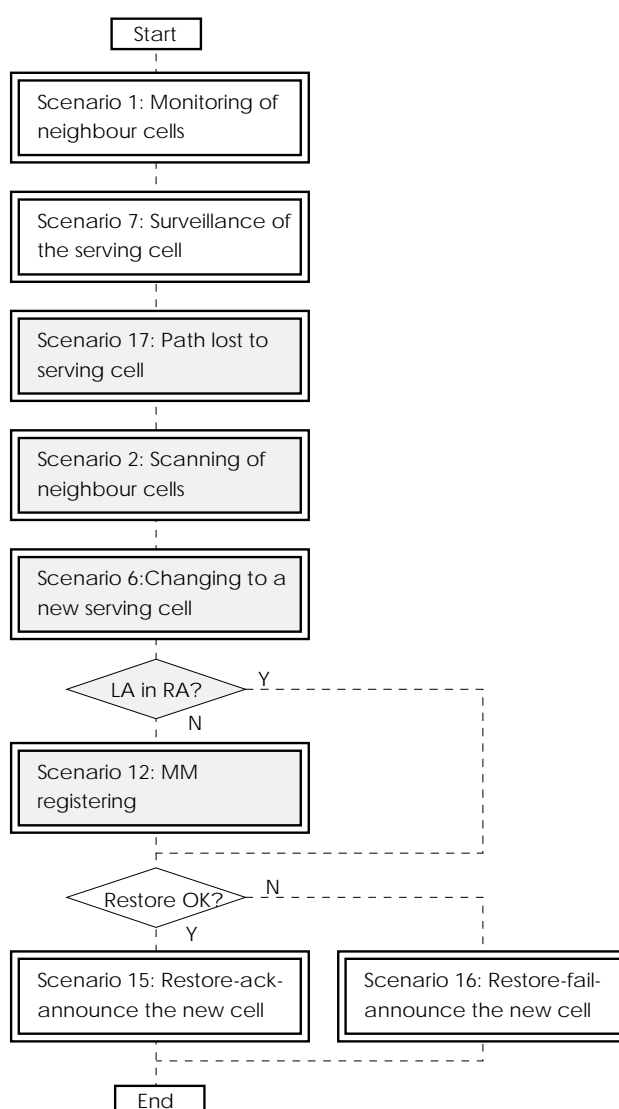 Start
Scenario 1: Monitoring of
neighbour cells
Scenario 7: Surveillance of
the serving cell
Scenario 17: Path lost to
serving cell
Scenario 2: Scanning of
neighbour cells
Scenario 6:Changing to a
new serving cell
LA in RA?
Y
N
Scenario 12: MM
registering
Restore OK?
N
Y
Scenario 15: Restore-ack-
announce the new cell
Scenario 16: Restore-fail-
announce the new cell
End